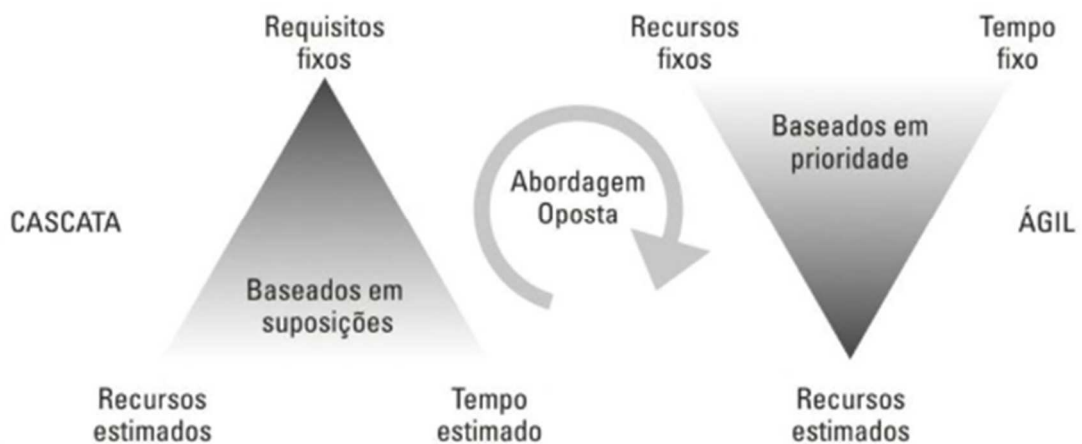 Requisitos
fixos
Recursos
fixos
Tempo
fixo
Baseados em
prioridade
Abordagem
Oposta
CASCATA
ÁGIL
Baseados em
suposições
Recursos
estimados
Tempo
estimado
Recursos
estimados